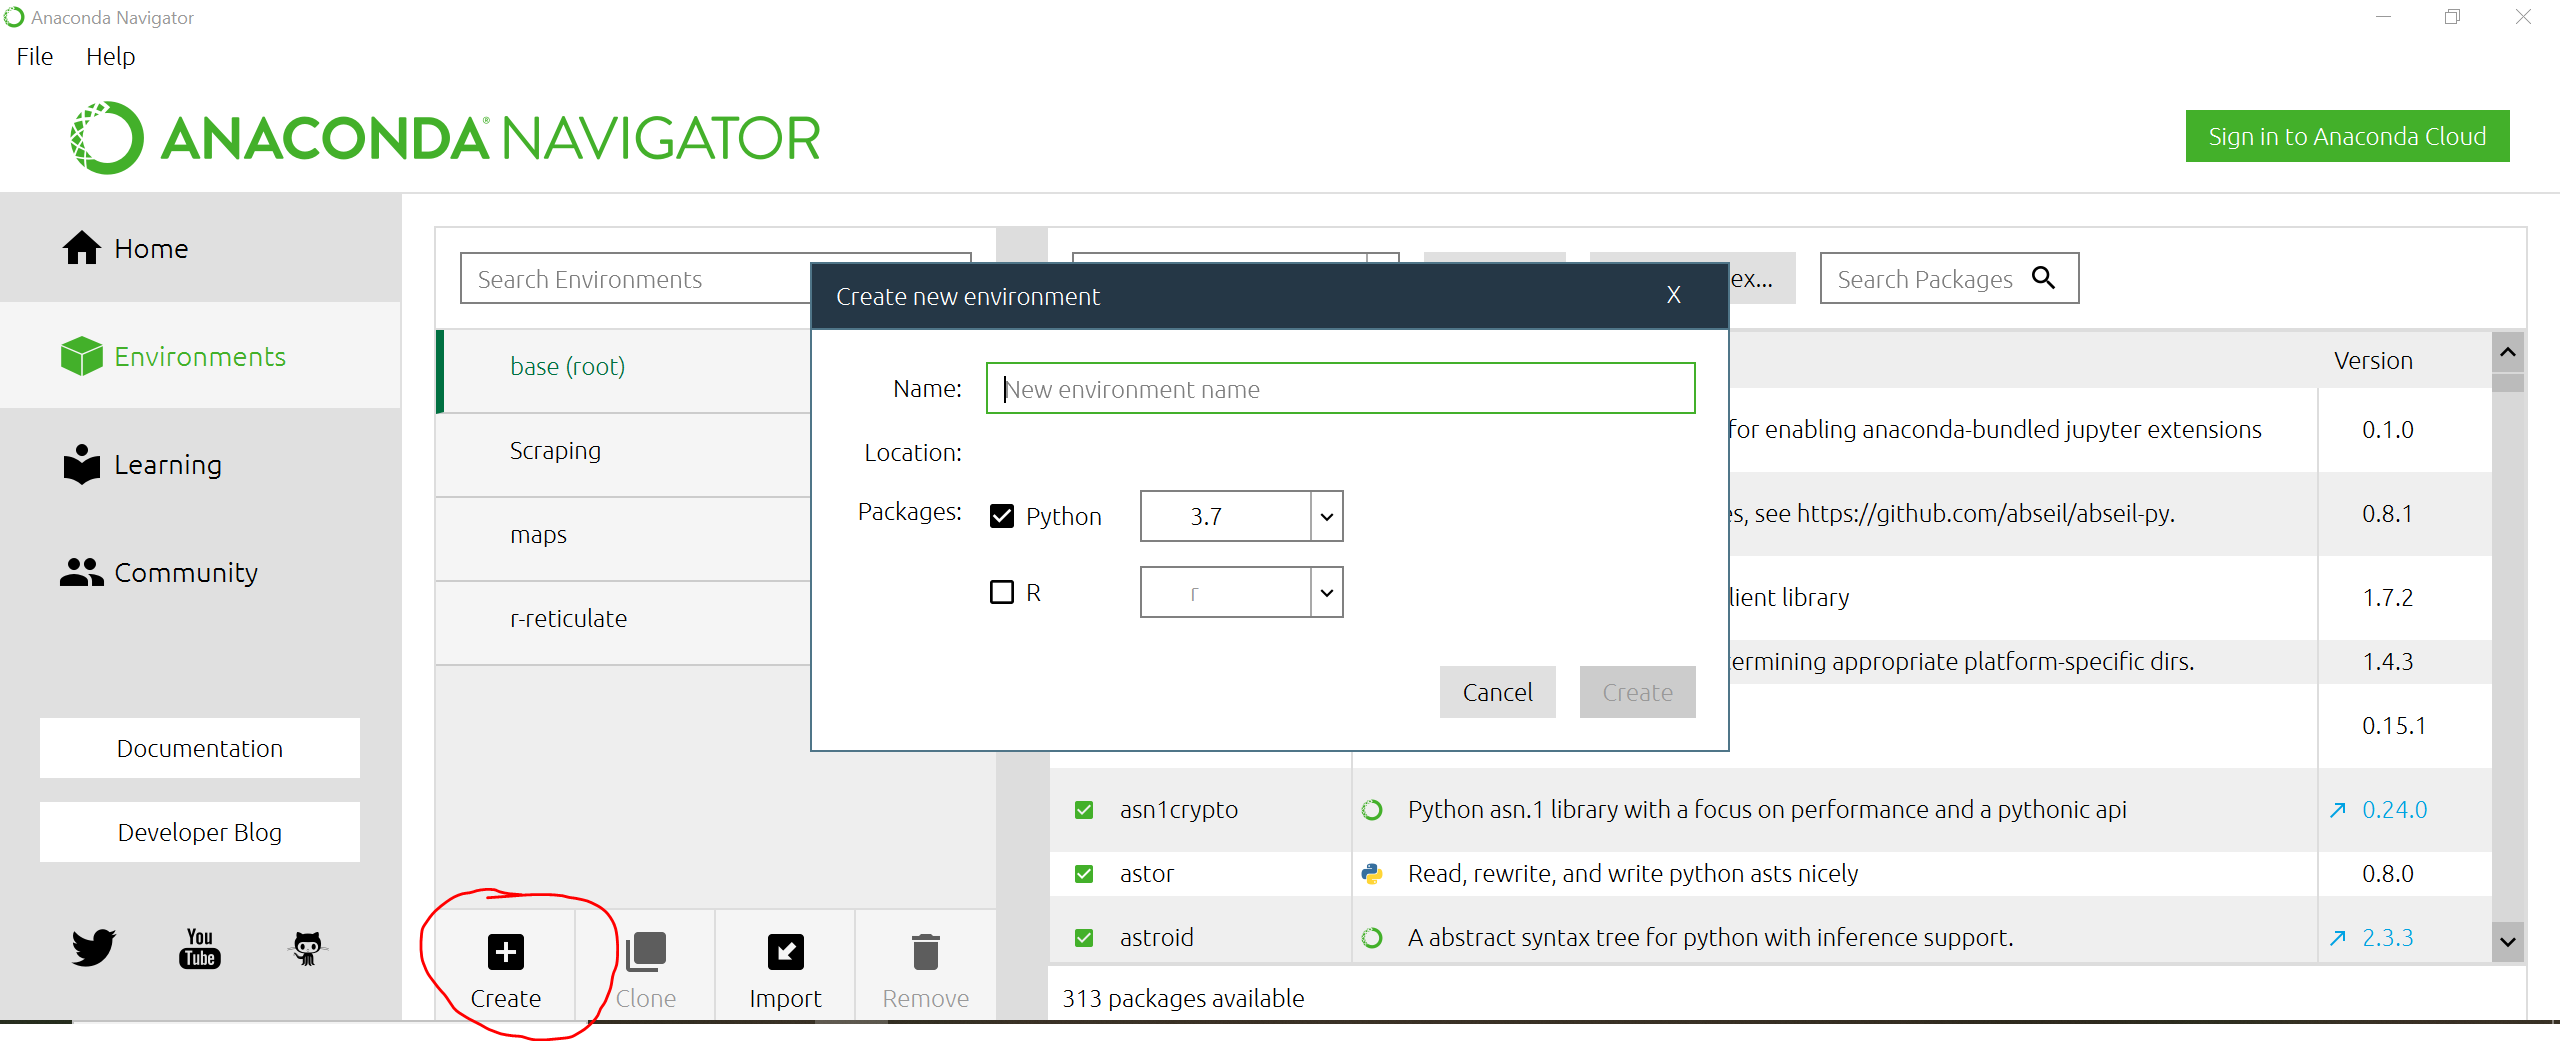 Anaconda Navigator
File Help
ANACONDA® NAVIGATOR
Sign in to Anaconda Cloud
Home
Environments
Learning
Community
Documentation
Developer Blog
You
Tube
Search Environments
base (root)
Scraping
maps
r-reticulate
Create
Clone
Import
Remove
Create new environment
X
Name: New environment name
Location:
Packages: Python 3.7
R r
Cancel Create
ex...
Search Packages
Version
for enabling anaconda-bundled jupyter extensions 0.1.0
see https://github.com/abseil/abseil-py. 0.8.1
library 1.7.2
appropriate platform-specific dirs. 1.4.3
0.15.1
asn1crypto Python asn.1 library with a focus on performance and a pythonic api 0.24.0
astor Read, rewrite, and write python asts nicely 0.8.0
astroid A abstract syntax tree for python with inference support. 2.3.3
313 packages available